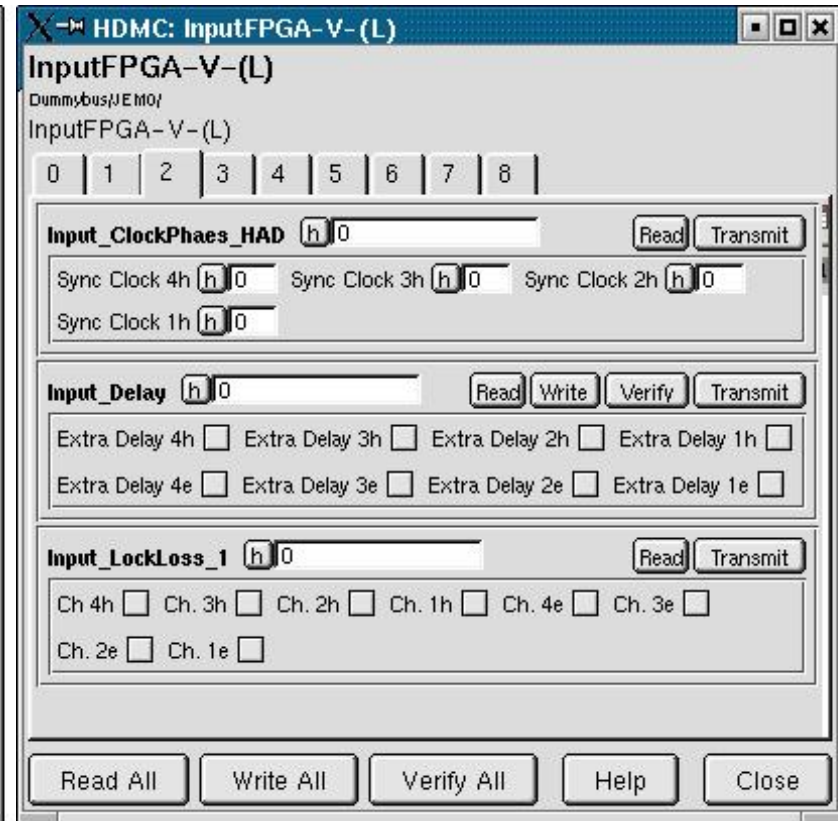 HDMC: InputFPGA-V-(L)
InputFPGA-V-(L)
Dummybus/JEM0/
InputFPGA-V-(L)
0 1 2 3 4 5 6 7 8
Input_ClockPhaes_HAD h 0 Read Transmit
Sync Clock 4h h 0 Sync Clock 3h h 0 Sync Clock 2h h 0
Sync Clock 1h h 0
Input_Delay h 0 Read Write Verify Transmit
Extra Delay 4h Extra Delay 3h Extra Delay 2h Extra Delay 1h
Extra Delay 4e Extra Delay 3e Extra Delay 2e Extra Delay 1e
Input_LockLoss_1 h 0 Read Transmit
Ch 4h Ch. 3h Ch. 2h Ch. 1h Ch. 4e Ch. 3e
Ch. 2e Ch. 1e
Read All Write All Verify All Help Close